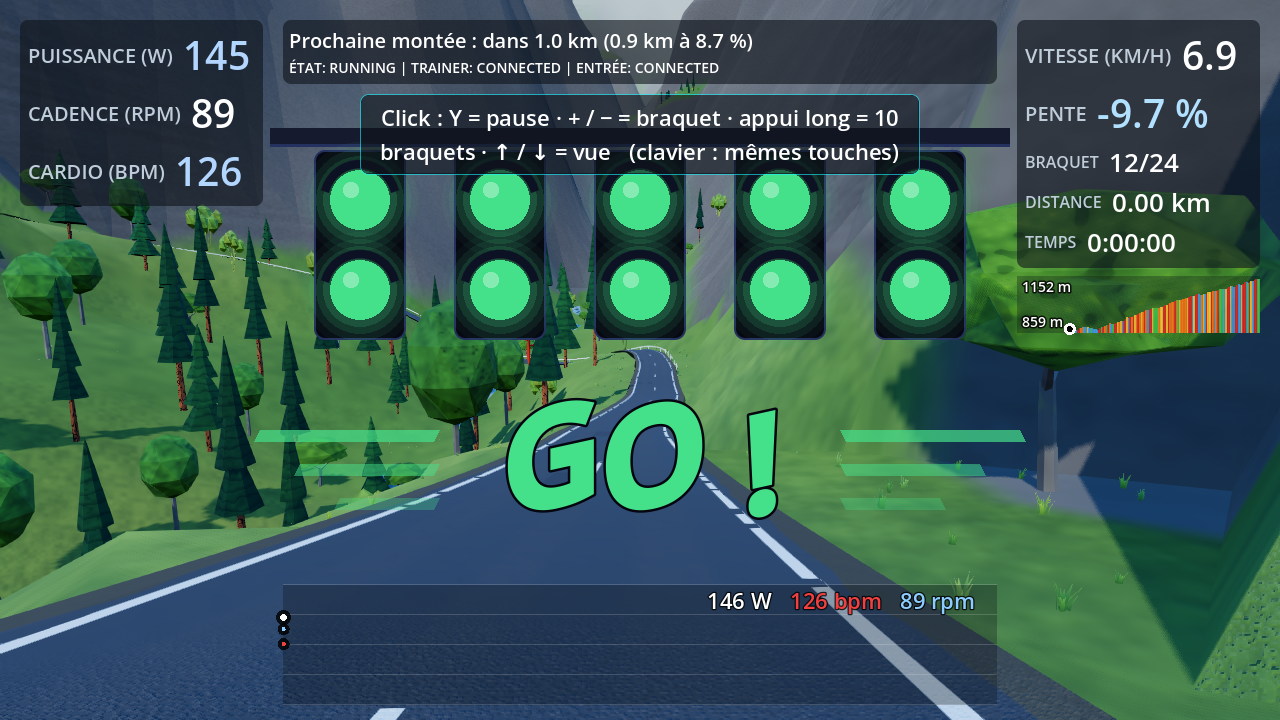 PUISSANCE (W) 145
CADENCE (RPM) 89
CARDIO (BPM) 126
Prochaine montée : dans 1.0 km (0.9 km à 8.7 %)
ÉTAT: RUNNING | TRAINER: CONNECTED | ENTRÉE: CONNECTED
Click : Y = pause · + / − = braquet · appui long = 10
braquets · ↑ / ↓ = vue (clavier : mêmes touches)
VITESSE (KM/H) 6.9
PENTE -9.7 %
BRAQUET 12/24
DISTANCE 0.00 km
TEMPS 0:00:00
1152 m
859 m
GO !
146 W 126 bpm 89 rpm